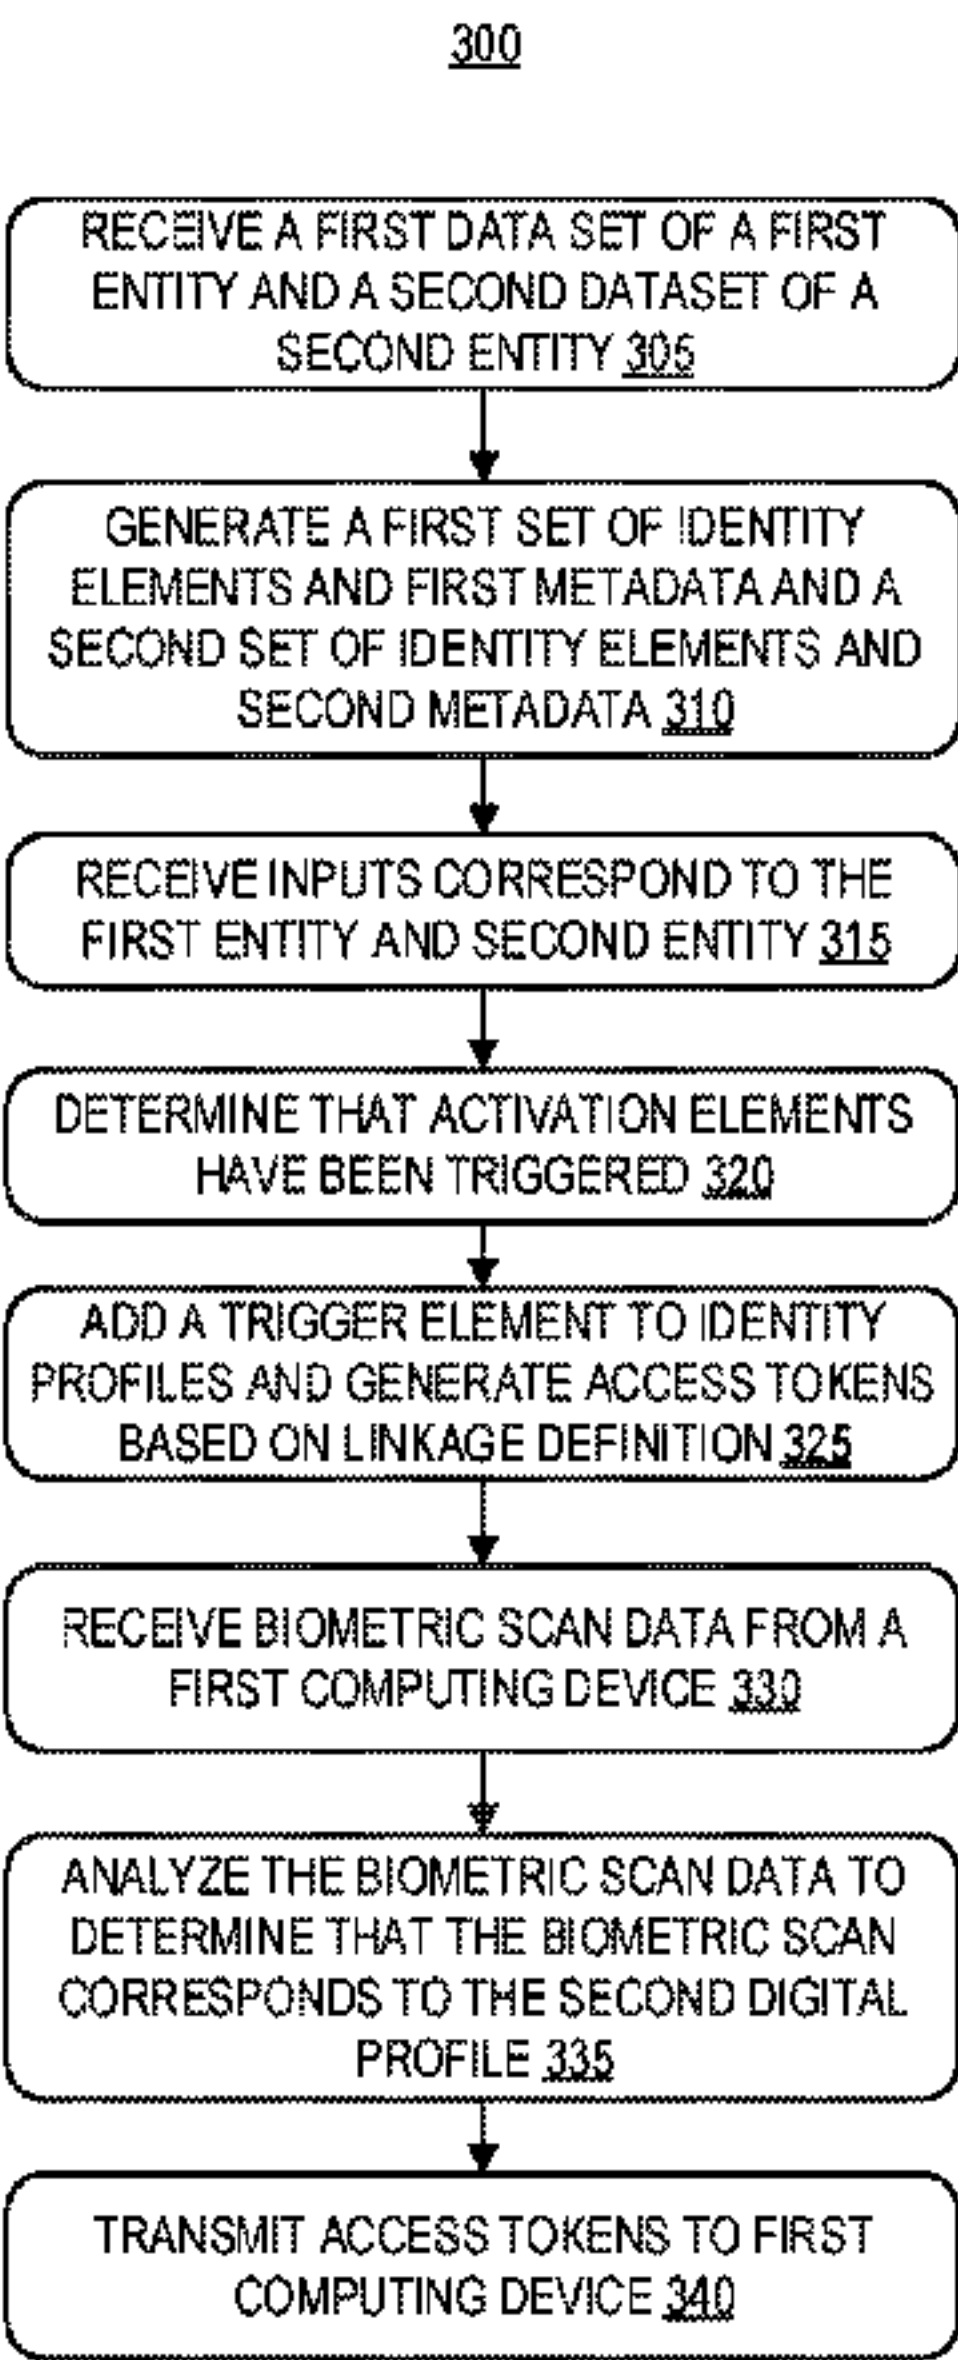 300
RECEIVE A FIRST DATA SET OF A FIRST
ENTITY AND A SECOND DATASET OF A
SECOND ENTITY 305
GENERATE A FIRST SET OF IDENTITY
ELEMENTS AND FIRST METADATA AND A
SECOND SET OF IDENTITY ELEMENTS AND
SECOND METADATA 310
RECEIVE INPUTS CORRESPOND TO THE
FIRST ENTITY AND SECOND ENTITY 315
DETERMINE THAT ACTIVATION ELEMENTS
HAVE BEEN TRIGGERED 320
ADD A TRIGGER ELEMENT TO IDENTITY
PROFILES AND GENERATE ACCESS TOKENS
BASED ON LINKAGE DEFINITION 325
RECEIVE BIOMETRIC SCAN DATA FROM A
FIRST COMPUTING DEVICE 330
ANALYZE THE BIOMETRIC SCAN DATA TO
DETERMINE THAT THE BIOMETRIC SCAN
CORRESPONDS TO THE SECOND DIGITAL
PROFILE 335
TRANSMIT ACCESS TOKENS TO FIRST
COMPUTING DEVICE 340